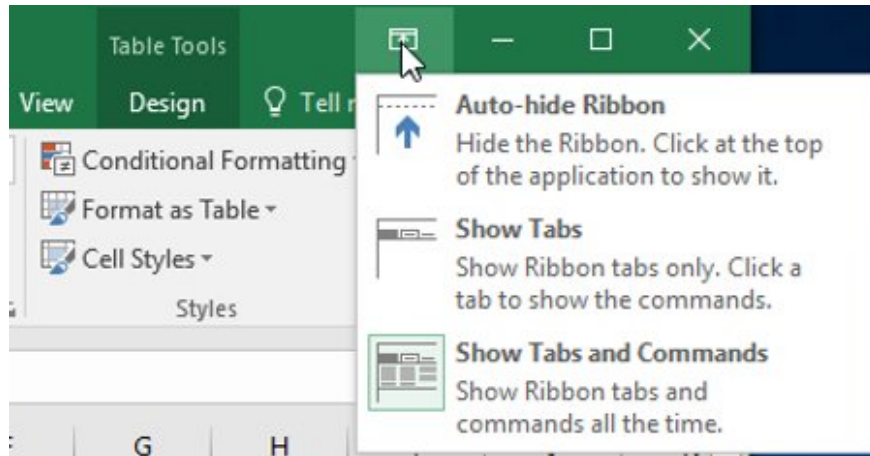 Table Tools
View Design Tell
Auto-hide Ribbon
Hide the Ribbon. Click at the top
of the application to show it.
Conditional Formatting
Format as Table
Cell Styles
Styles
Show Tabs
Show Ribbon tabs only. Click a
tab to show the commands.
Show Tabs and Commands
Show Ribbon tabs and
commands all the time.
G H